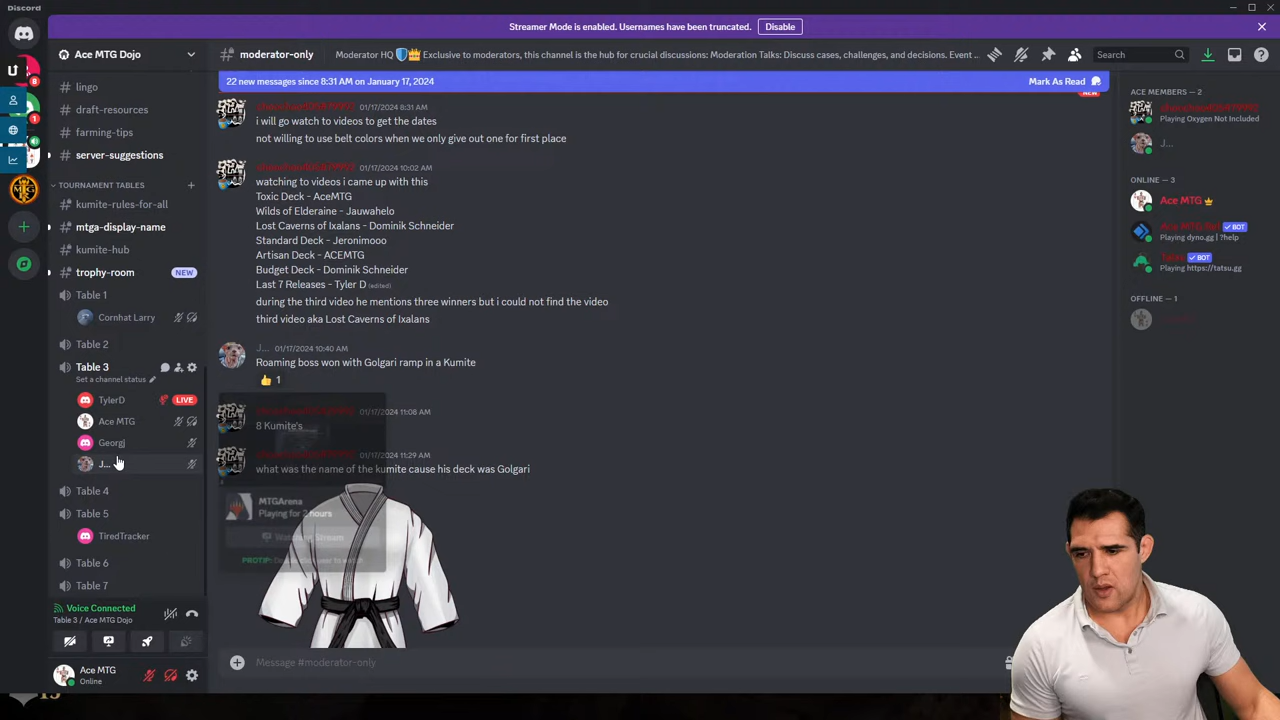 Discord
Streamer Mode is enabled. Usernames have been truncated.
Disable
Ace MTG Dojo
moderator-only
Moderator HQ 🛡️👑 Exclusive to moderators, this is the hub for crucial discussions: Moderation Talks: Discuss cases, challenges, and decisions. Event ...
Search
22 new messages since 8:31 AM on January 17, 2024
Mark As Read
NEW
lingo
draft-resources
farming-tips
server-suggestions
TOURNAMENT TABLES
kumite-rules-for-all
mtga-display-name
kumite-hub
trophy-room
NEW
Table 1
Cornhat Larry
Table 2
Table 3
Set a channel status
TylerD
LIVE
Ace MTG
Georgj
J...
Table 4
Table 5
TiredTracker
Table 6
Table 7
Voice Connected
Table 3 / Ace MTG Dojo
Ace MTG
Online
8
1
01/17/2024 8:31 AM
i will go watch to videos to get the dates
not willing to use belt colors when we only give out one for first place
01/17/2024 10:02 AM
watching to videos i came up with this
Toxic Deck - AceMTG
Wilds of Elderaine - Jauwahelo
Lost Caverns of Ixalans - Dominik Schneider
Standard Deck - Jeronimooo
Artisan Deck - ACEMTG
Budget Deck - Dominik Schneider
Last 7 Releases - Tyler D (edited)
during the third video he mentions three winners but i could not find the video
third video aka Lost Caverns of Ixalans
J... 01/17/2024 10:40 AM
Roaming boss won with Golgari ramp in a Kumite
👍 1
01/17/2024 11:08 AM
8 Kumite's
01/17/2024 11:29 AM
what was the name of the kumite cause his deck was Golgari
MTGArena
Playing for 2 hours
Watching Stream
Message #moderator-only
ACE MEMBERS — 2
Playing Oxygen Not Included
J...
ONLINE — 3
Ace MTG
BOT
Playing dyno.gg | ?help
BOT
Playing https://tatsu.gg
OFFLINE — 1